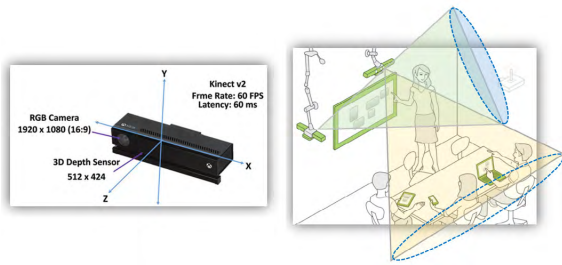 Y
Kinect v2
Frme Rate: 60 FPS
Latency: 60 ms
RGB Camera
1920 x 1080 (16:9)
X
3D Depth Sensor
512 x 424
Z